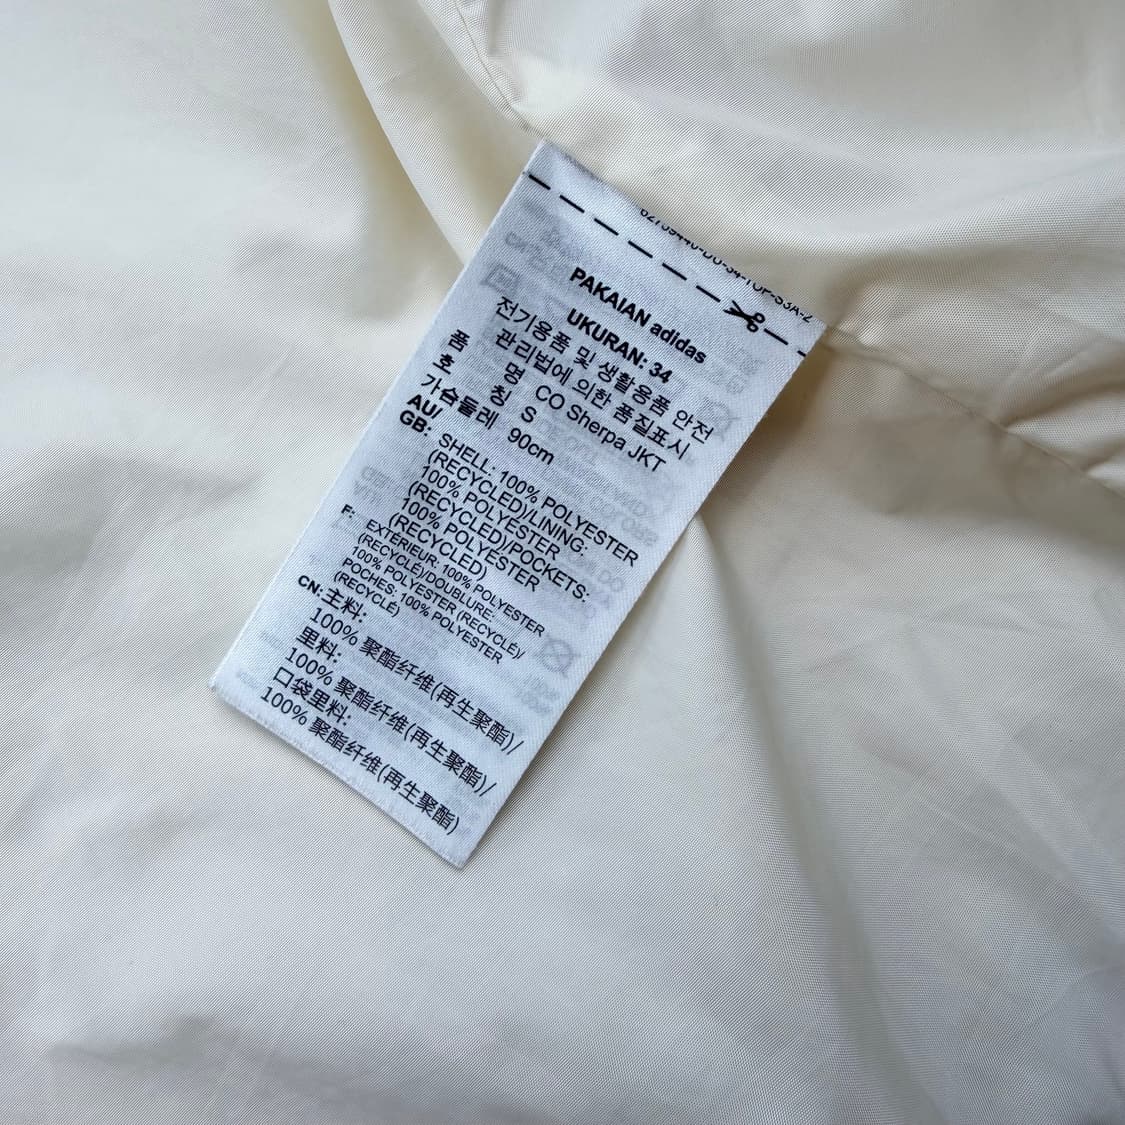 PAKAIAN adidas
UKURAN: 34
전기용품 및 생활용품 안전
관리법에 의한 품질표시
품 명 CO Sherpa JKT
호 칭 S
가슴둘레 90cm
AU/
GB: SHELL: 100% POLYESTER
(RECYCLED)/LINING:
100% POLYESTER
(RECYCLED)/POCKETS:
100% POLYESTER
(RECYCLED)
F: EXTÉRIEUR: 100% POLYESTER
(RECYCLÉ)/DOUBLURE:
100% POLYESTER (RECYCLÉ)/
POCHES: 100% POLYESTER
(RECYCLÉ)
CN: 主料:
100% 聚酯纤维(再生聚酯)/
里料:
100% 聚酯纤维(再生聚酯)/
口袋里料:
100% 聚酯纤维(再生聚酯)